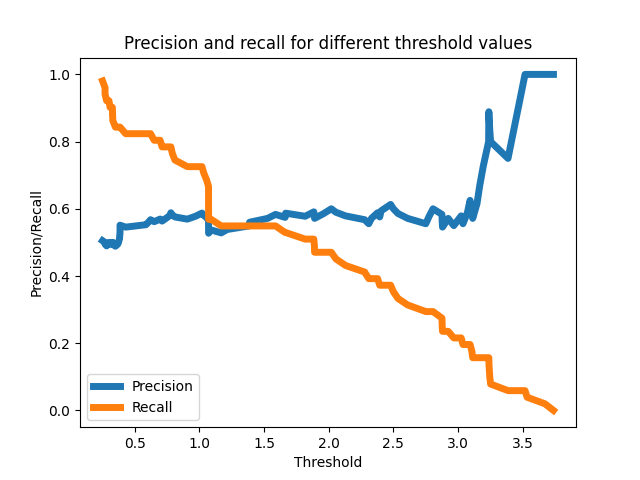 Precision and recall for different threshold values
Precision/Recall
1.0
0.8
0.6
0.4
0.2
0.0
Precision
Recall
0.5 1.0 1.5 2.0 2.5 3.0 3.5
Threshold